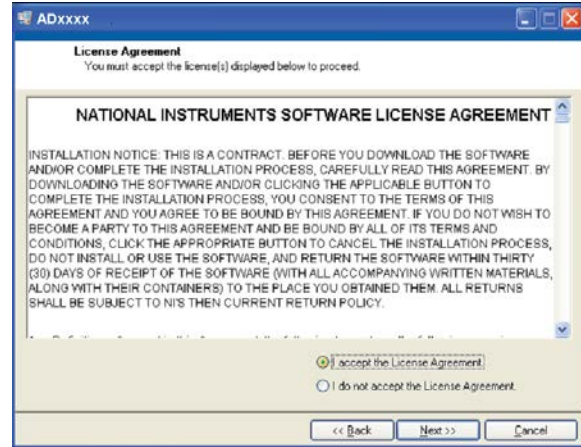 ADxxxx
License Agreement
You must accept the license(s) displayed below to proceed.
NATIONAL INSTRUMENTS SOFTWARE LICENSE AGREEMENT
INSTALLATION NOTICE: THIS IS A CONTRACT. BEFORE YOU DOWNLOAD THE SOFTWARE
AND/OR COMPLETE THE INSTALLATION PROCESS, CAREFULLY READ THIS AGREEMENT. BY
DOWNLOADING THE SOFTWARE AND/OR CLICKING THE APPLICABLE BUTTON TO
COMPLETE THE INSTALLATION PROCESS, YOU CONSENT TO THE TERMS OF THIS
AGREEMENT AND YOU AGREE TO BE BOUND BY THIS AGREEMENT. IF YOU DO NOT WISH TO
BECOME A PARTY TO THIS AGREEMENT AND BE BOUND BY ALL OF ITS TERMS AND
CONDITIONS, CLICK THE APPROPRIATE BUTTON TO CANCEL THE INSTALLATION PROCESS,
DO NOT INSTALL OR USE THE SOFTWARE, AND RETURN THE SOFTWARE WITHIN THIRTY
(30) DAYS OF RECEIPT OF THE SOFTWARE (WITH ALL ACCOMPANYING WRITTEN MATERIALS,
ALONG WITH THEIR CONTAINERS) TO THE PLACE YOU OBTAINED THEM. ALL RETURNS
SHALL BE SUBJECT TO NI'S THEN CURRENT RETURN POLICY.
I accept the License Agreement.
I do not accept the License Agreement.
<< Back
Next >>
Cancel